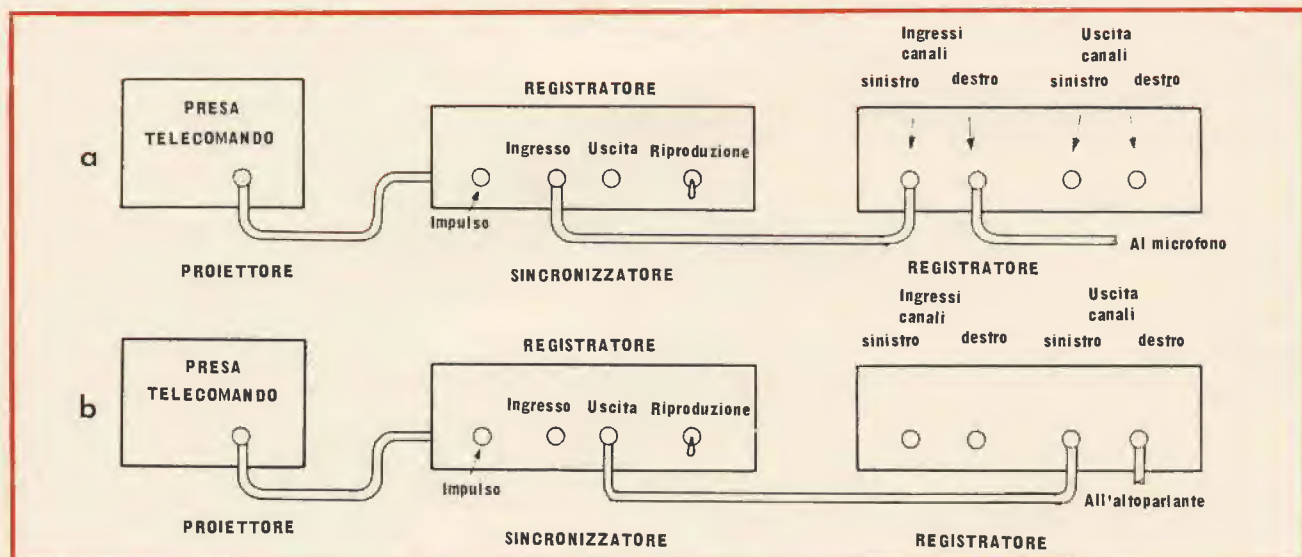 Ingressi canali
Uscita canali
sinistro destro sinistro destro
REGISTRATORE
PRESA TELECOMANDO
a
Ingresso Uscita Riproduzione
Impulso
Al microfono
PROIETTORE
SINCRONIZZATORE
REGISTRATORE
Ingressi canali
Uscita canali
sinistro destro sinistro destro
REGISTRATORE
PRESA TELECOMANDO
b
Ingresso Uscita Riproduzione
Impulso
All'altoparlante
PROIETTORE
SINCRONIZZATORE
REGISTRATORE